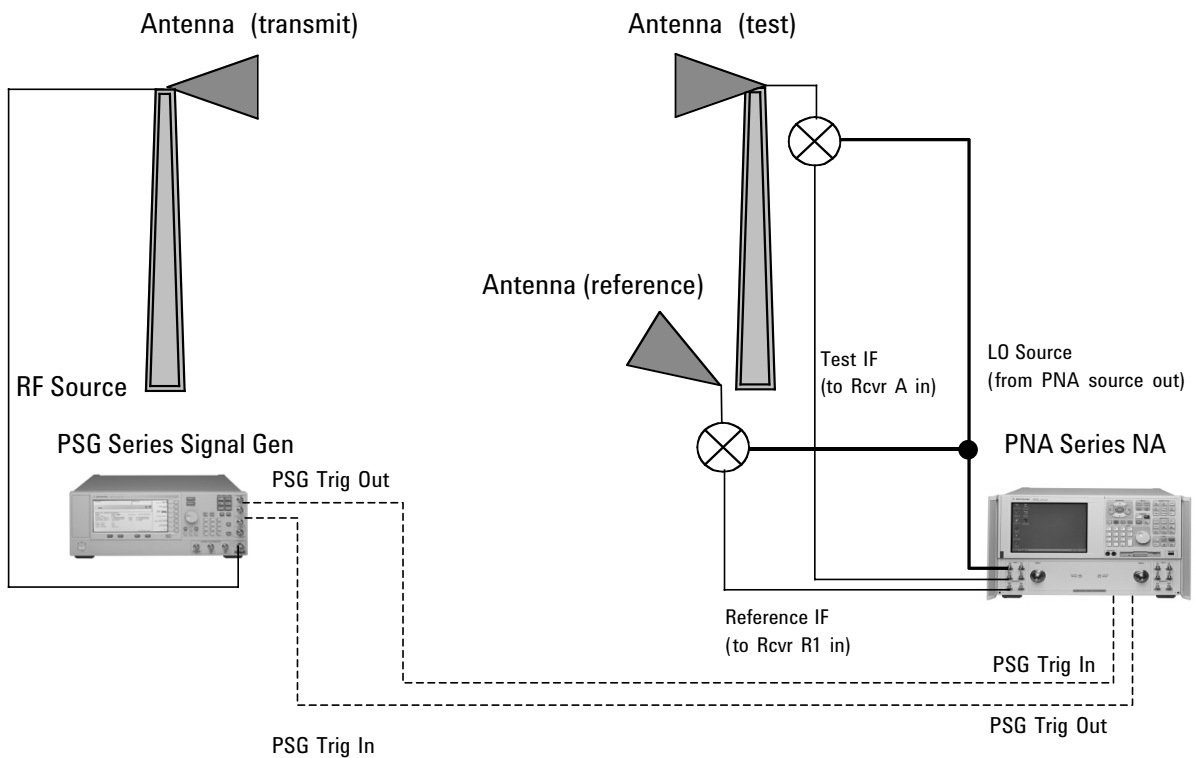 Antenna (transmit)
Antenna (test)
Antenna (reference)
Test IF
(to Rcvr A in)
LO Source
(from PNA source out)
RF Source
PSG Series Signal Gen
PNA Series NA
PSG Trig Out
Reference IF
(to Rcvr R1 in)
PSG Trig In
PSG Trig Out
PSG Trig In